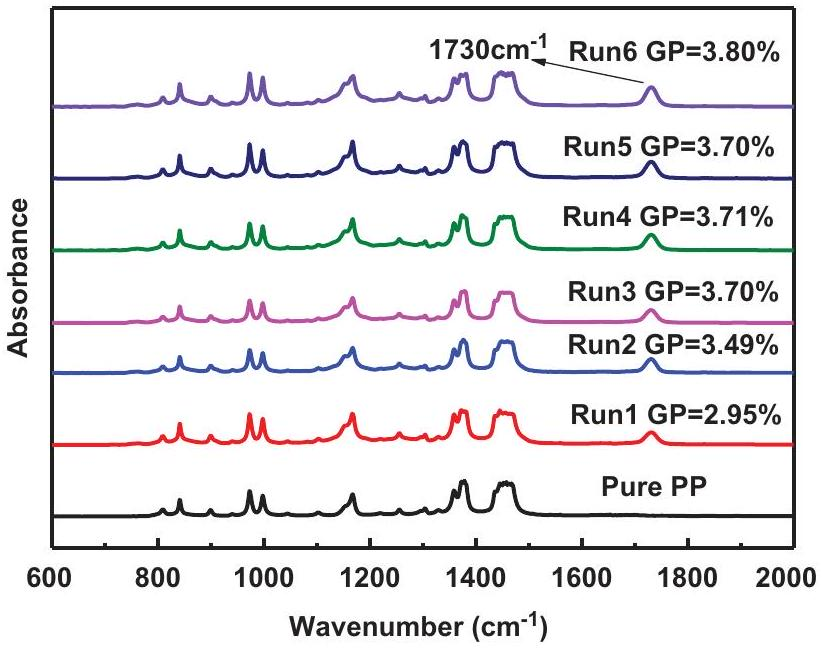 1730cm-1 Run6 GP=3.80%
Run5 GP=3.70%
Run4 GP=3.71%
Run3 GP=3.70%
Run2 GP=3.49%
Run1 GP=2.95%
Pure PP
Absorbance
600 800 1000 1200 1400 1600 1800 2000
Wavenumber (cm-1)